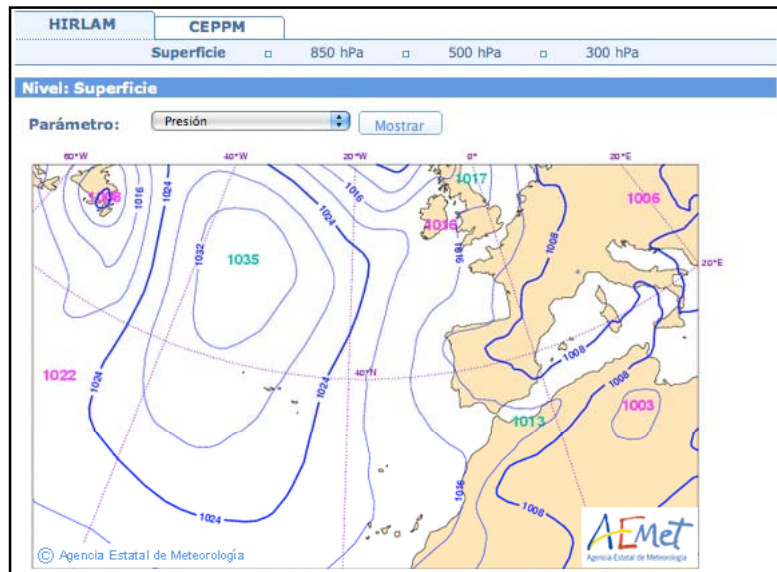 HIRLAM CEPPM
Superficie 850 hPa 500 hPa 300 hPa
Nivel: Superficie
Parámetro: Presión Mostrar
60°W 40°W 20°W 0° 20°E
1008 1016 1024 1024 1016 1017 1006
1016 1016
1032 1035 1008
20°E
1022 1024 1024 40°N 1008 1008
1003
1013
1016
1024 1008
AEMet
Agencia Estatal de Meteorología
© Agencia Estatal de Meteorología